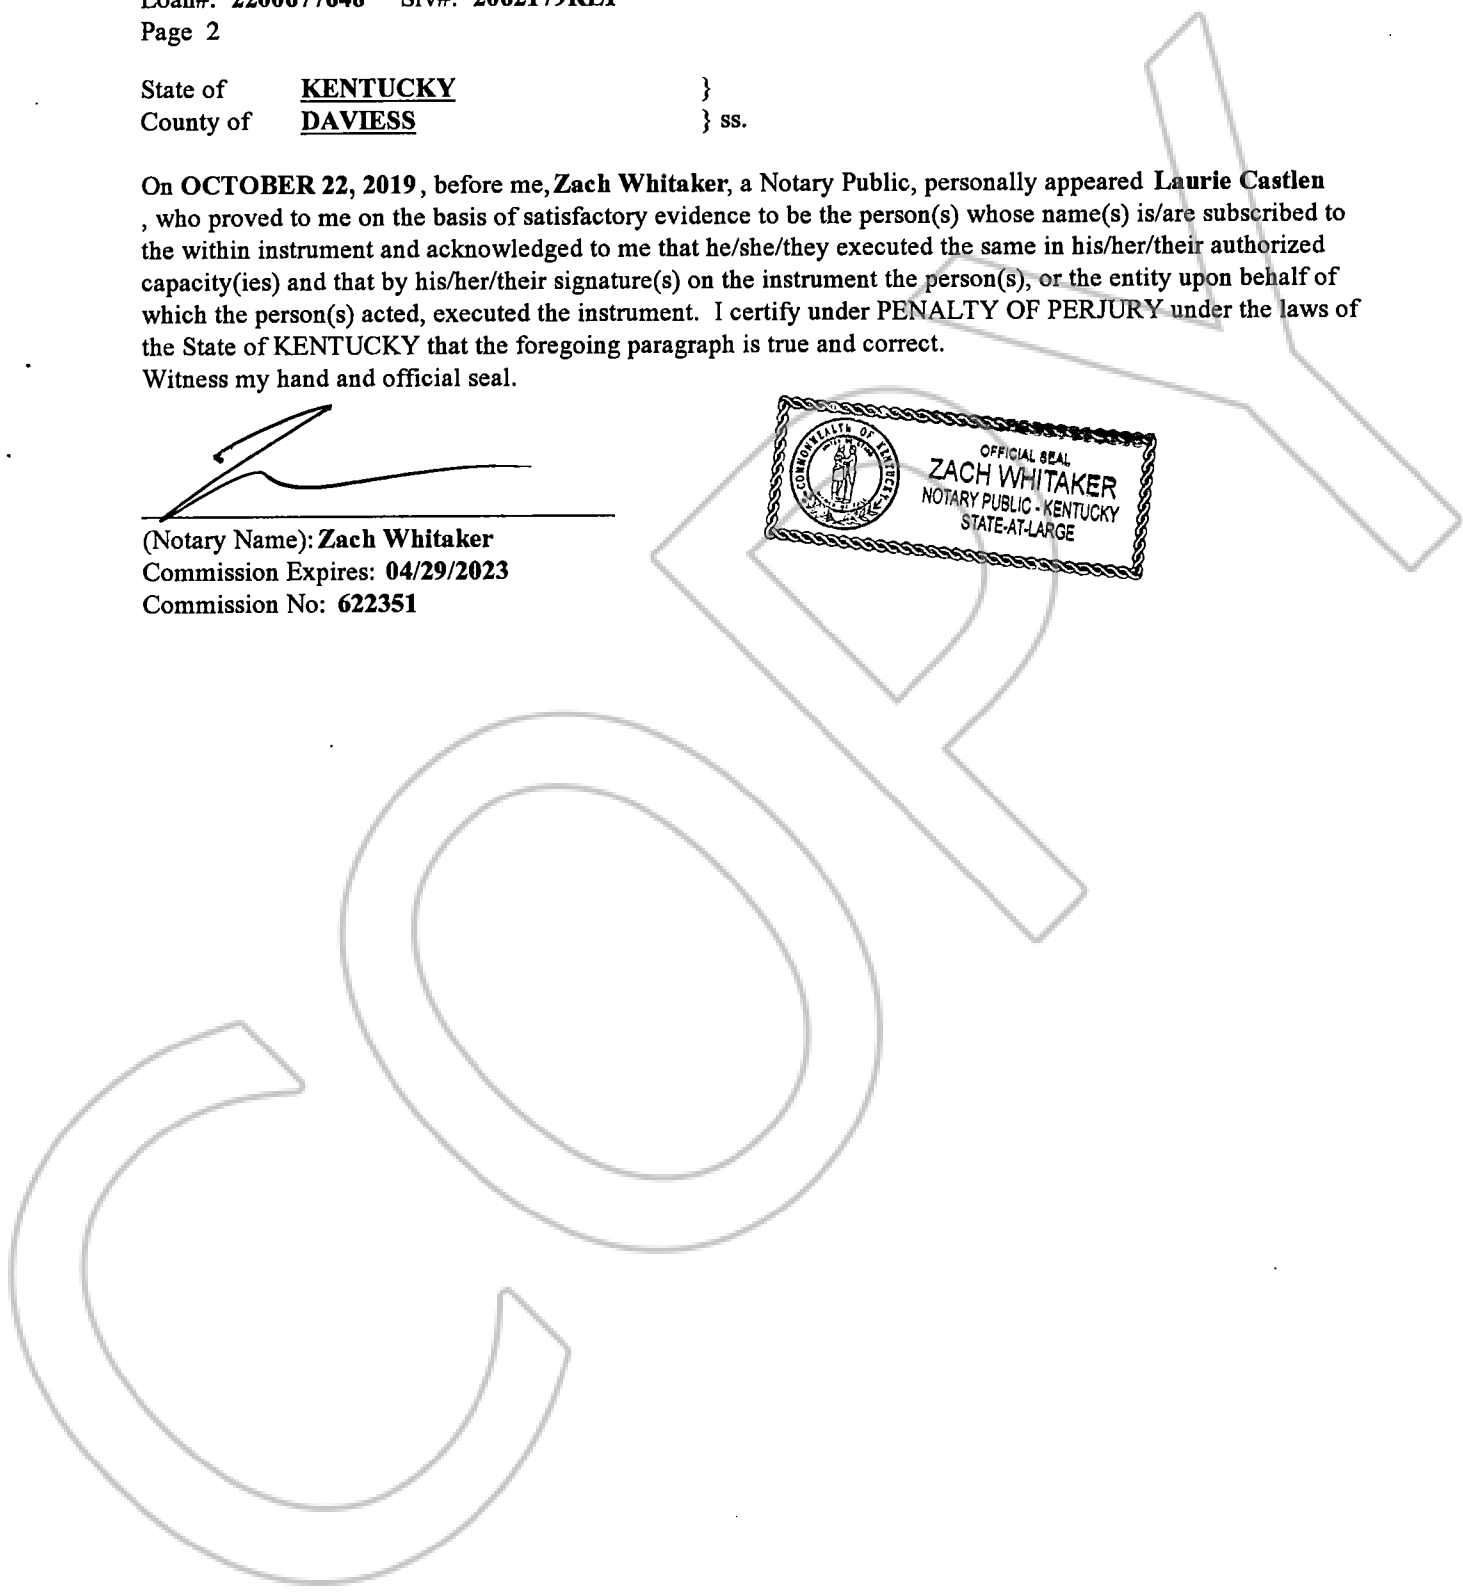 Page 2
State of KENTUCKY }
County of DAVIESS } ss.
On OCTOBER 22, 2019, before me, Zach Whitaker, a Notary Public, personally appeared Laurie Castlen
, who proved to me on the basis of satisfactory evidence to be the person(s) whose name(s) is/are subscribed to
the within instrument and acknowledged to me that he/she/they executed the same in his/her/their authorized
capacity(ies) and that by his/her/their signature(s) on the instrument the person(s), or the entity upon behalf of
which the person(s) acted, executed the instrument. I certify under PENALTY OF PERJURY under the laws of
the State of KENTUCKY that the foregoing paragraph is true and correct.
Witness my hand and official seal.
COMMONWEALTH OF KENTUCKY
OFFICIAL SEAL
ZACH WHITAKER
NOTARY PUBLIC - KENTUCKY
STATE-AT-LARGE
(Notary Name): Zach Whitaker
Commission Expires: 04/29/2023
Commission No: 622351
COPY